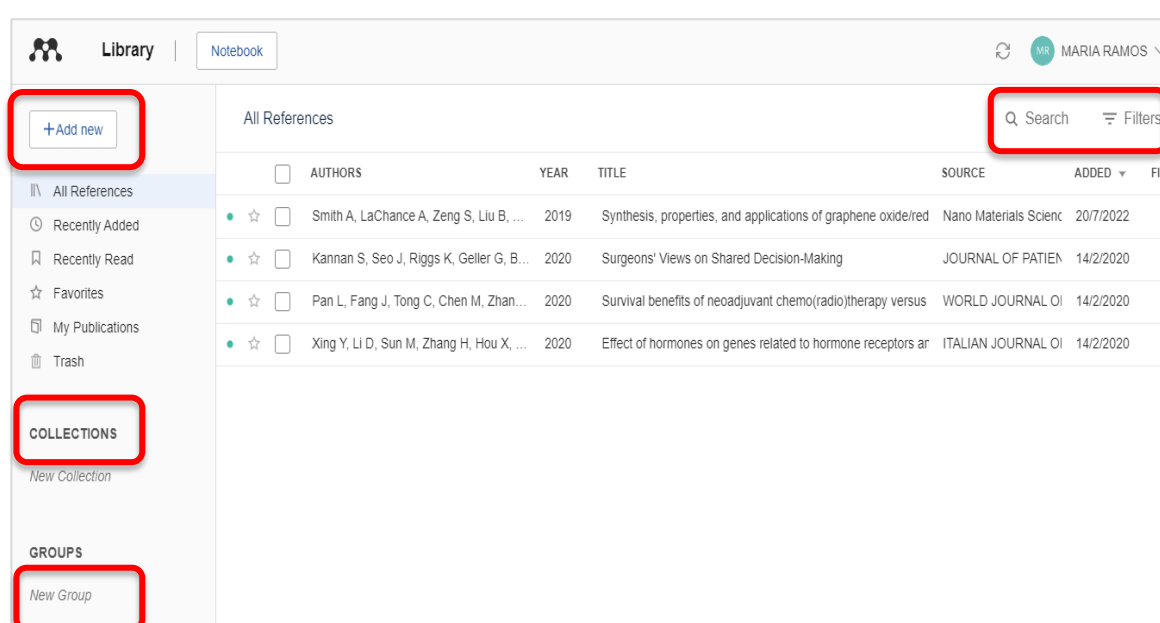 Library Notebook MR MARIA RAMOS
+Add new
All References
Recently Added
Recently Read
Favorites
My Publications
Trash
COLLECTIONS
New Collection
GROUPS
New Group
All References Search Filters
AUTHORS YEAR TITLE SOURCE ADDED FI
Smith A, LaChance A, Zeng S, Liu B, ... 2019 Synthesis, properties, and applications of graphene oxide/red Nano Materials Scienc 20/7/2022
Kannan S, Seo J, Riggs K, Geller G, B... 2020 Surgeons' Views on Shared Decision-Making JOURNAL OF PATIEN 14/2/2020
Pan L, Fang J, Tong C, Chen M, Zhan... 2020 Survival benefits of neoadjuvant chemo(radio)therapy versus WORLD JOURNAL OI 14/2/2020
Xing Y, Li D, Sun M, Zhang H, Hou X, ... 2020 Effect of hormones on genes related to hormone receptors ar ITALIAN JOURNAL OI 14/2/2020